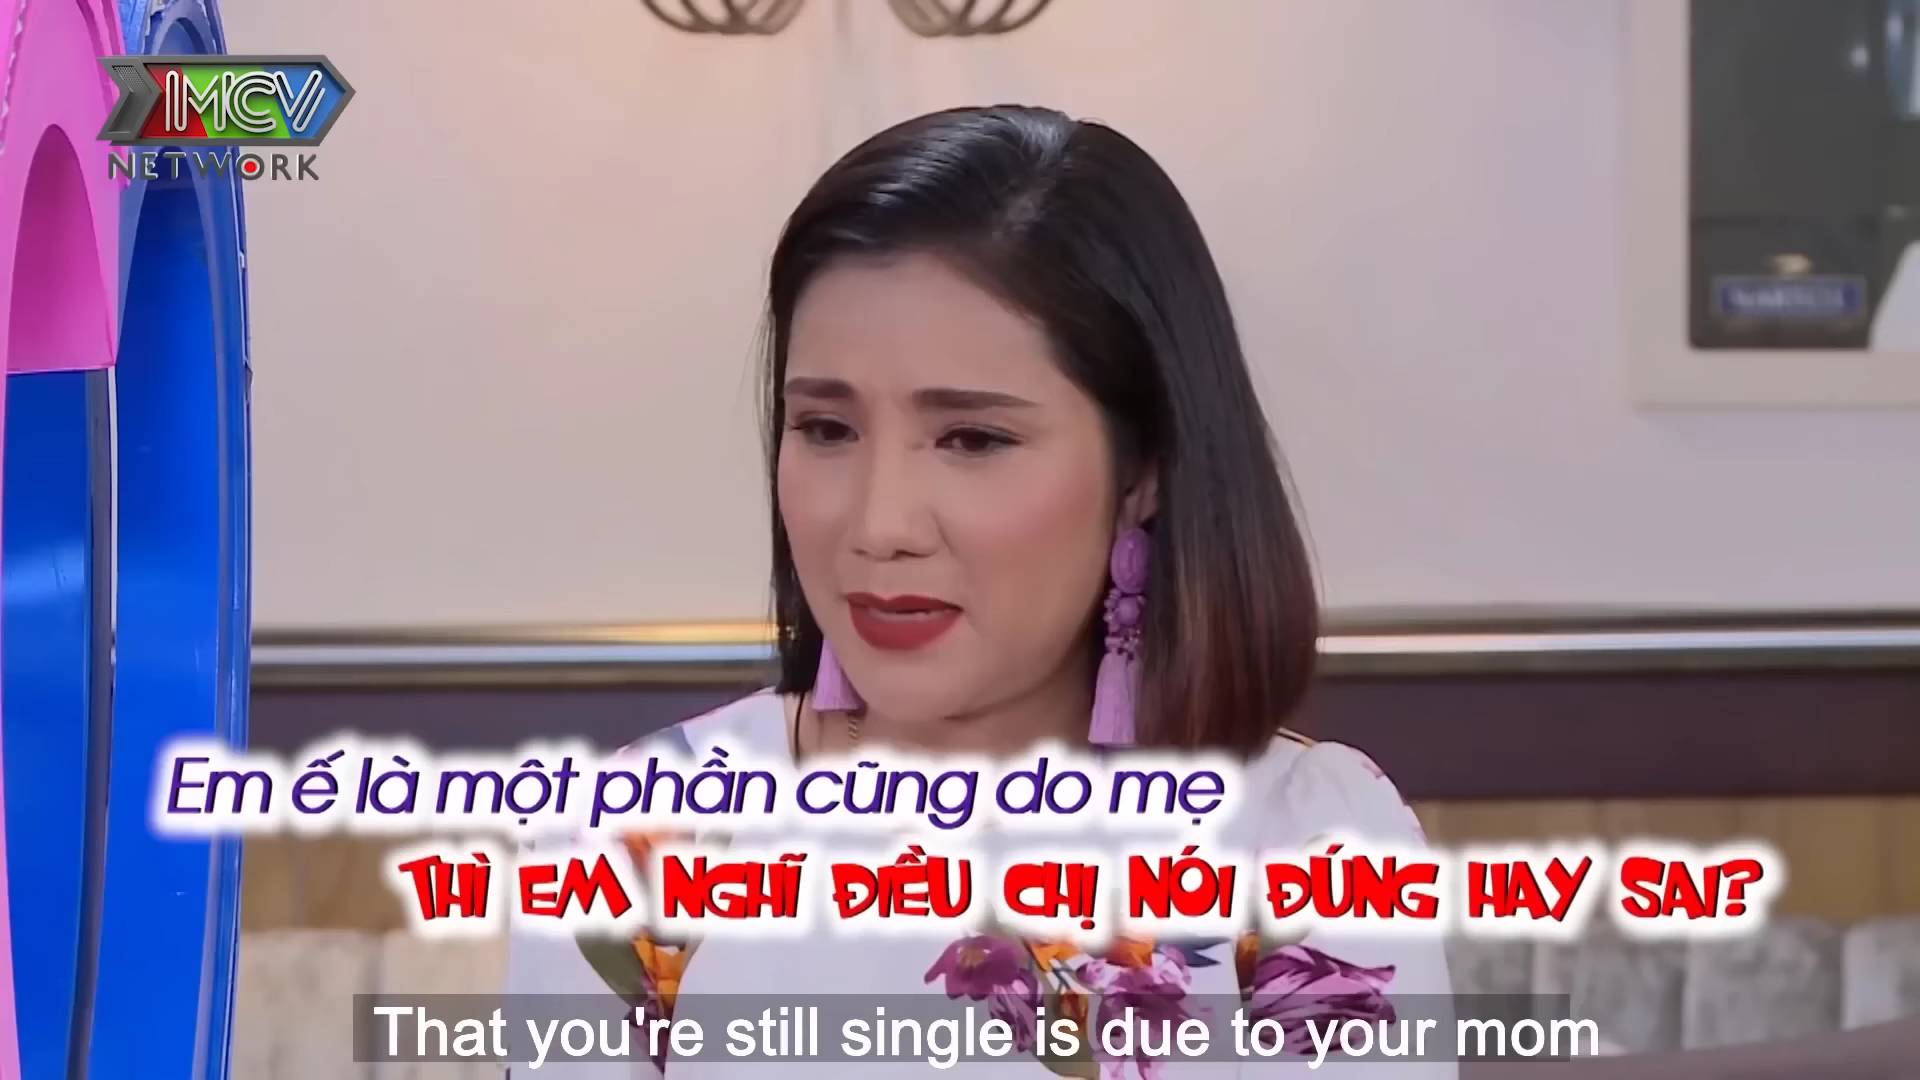 MCV
NETWORK
Em ế là một phần cũng do mẹ
THÌ EM NGHĨ ĐIỀU CHỊ NÓI ĐÚNG HAY SAI?
That you're still single is due to your mom